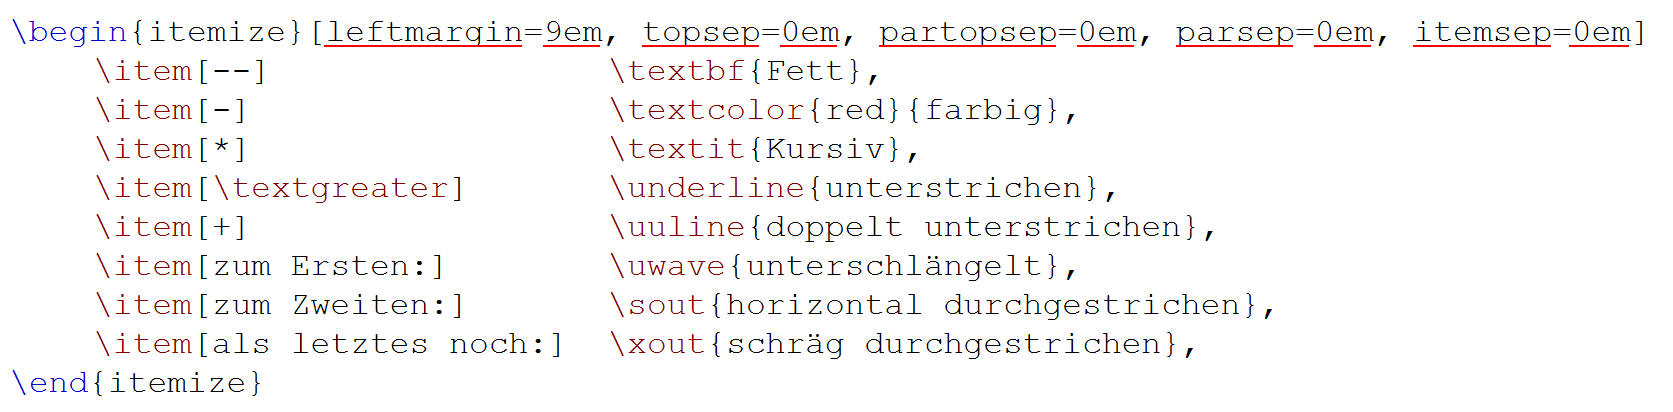 \begin{itemize}[leftmargin=9em, topsep=0em, partopsep=0em, parsep=0em, itemsep=0em]
\item[--] \textbf{Fett},
\item[-] \textcolor{red}{farbig},
\item[*] \textit{Kursiv},
\item[\textgreater] \underline{unterstrichen},
\item[+] \uuline{doppelt unterstrichen},
\item[zum Ersten:] \uwave{unterschlängelt},
\item[zum Zweiten:] \sout{horizontal durchgestrichen},
\item[als letztes noch:] \xout{schräg durchgestrichen},
\end{itemize}